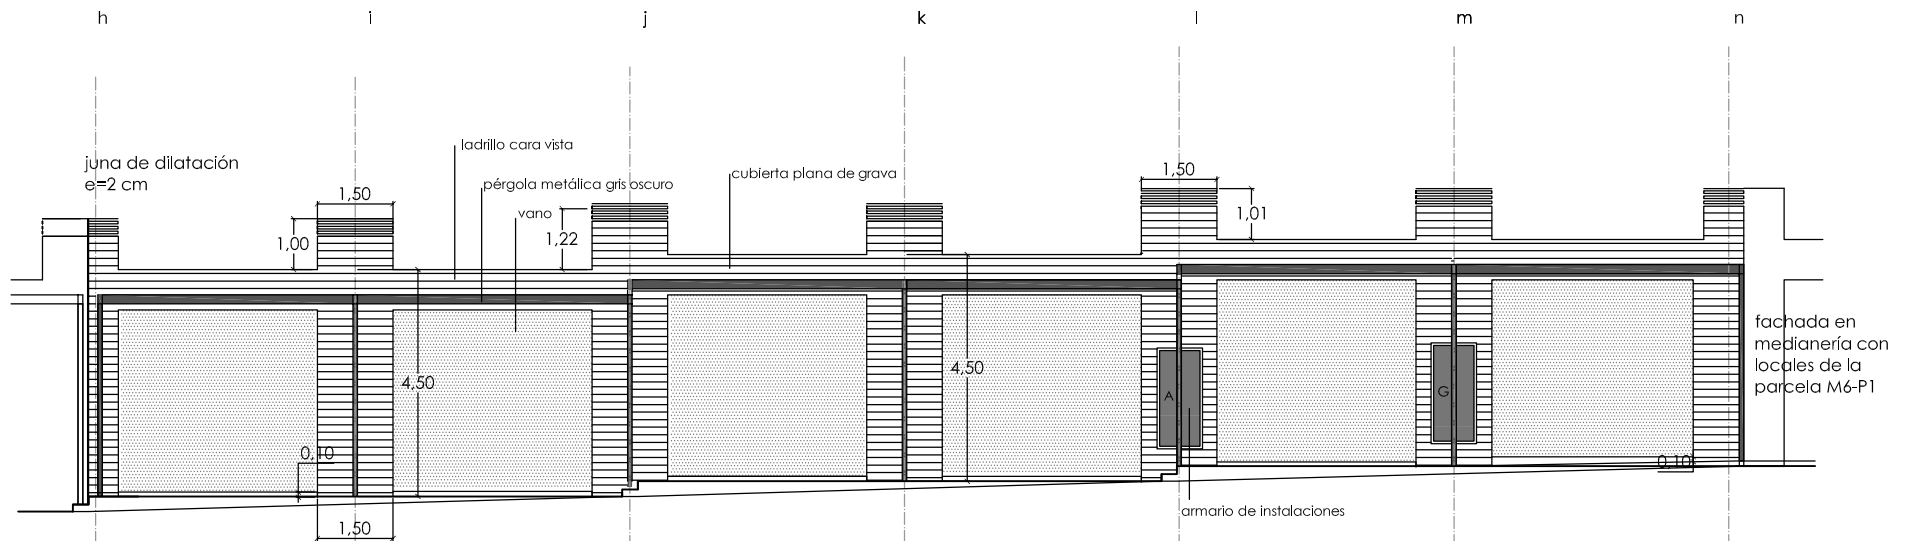 h i j k l m n
ladrillo cara vista
juna de dilatación
e=2 cm
1,50
pérgola metálica gris oscuro
cubierta plana de grava
1,50
vano
1,00
1,22
1,01
4,50
4,50
A
G
fachada en
medianería con
locales de la
parcela M6-P1
0,10
0,10
armario de instalaciones
1,50